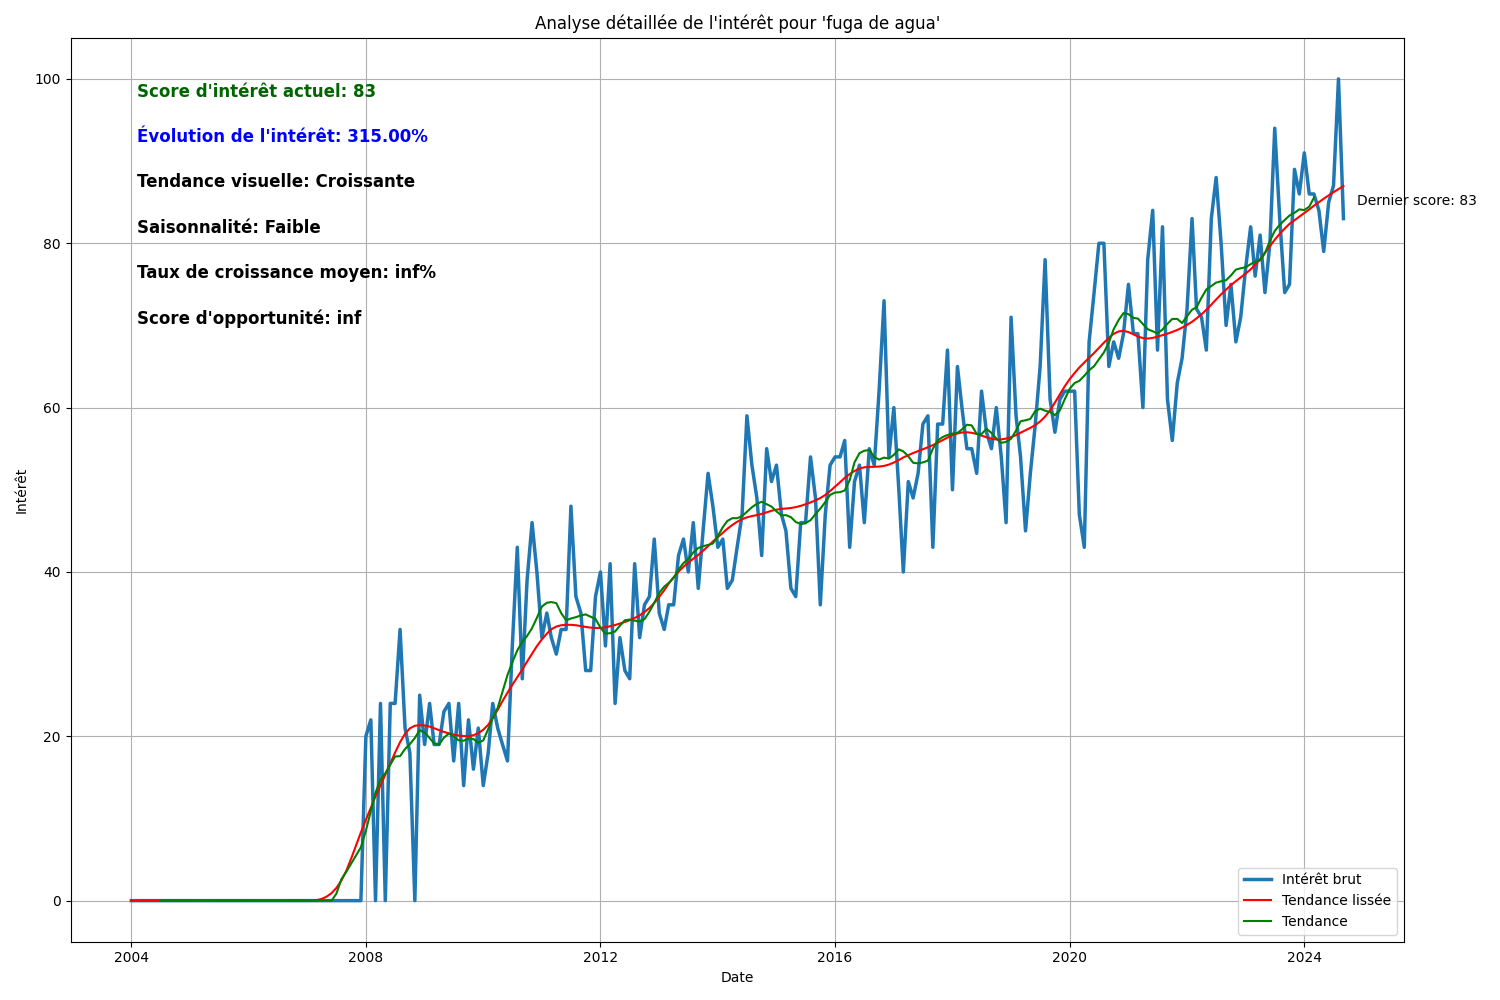 Analyse détaillée de l'intérêt pour 'fuga de agua'
Score d'intérêt actuel: 83
Évolution de l'intérêt: 315.00%
Tendance visuelle: Croissante
Saisonnalité: Faible
Taux de croissance moyen: inf%
Score d'opportunité: inf
Dernier score: 83
Intérêt
100
80
60
40
20
0
2004
2008
2012
2016
2020
2024
Date
Intérêt brut
Tendance lissée
Tendance